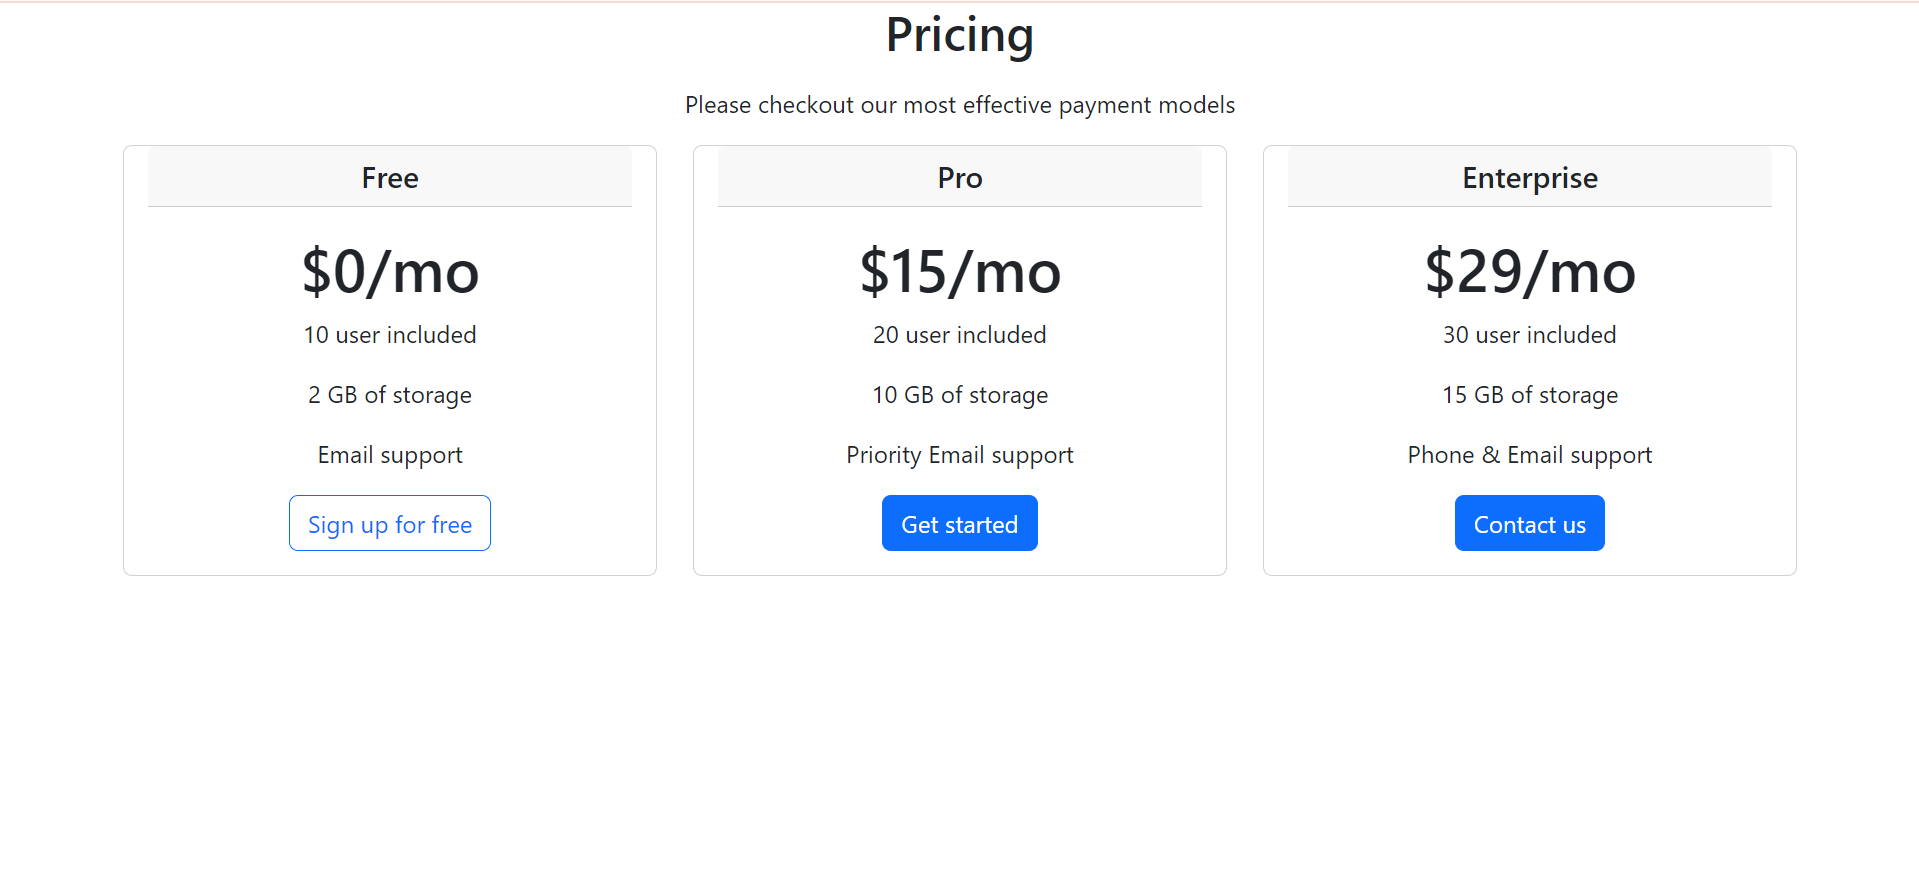 Pricing
Please checkout our most effective payment models
Free
$0/mo
10 user included
2 GB of storage
Email support
Sign up for free
Pro
$15/mo
20 user included
10 GB of storage
Priority Email support
Get started
Enterprise
$29/mo
30 user included
15 GB of storage
Phone & Email support
Contact us